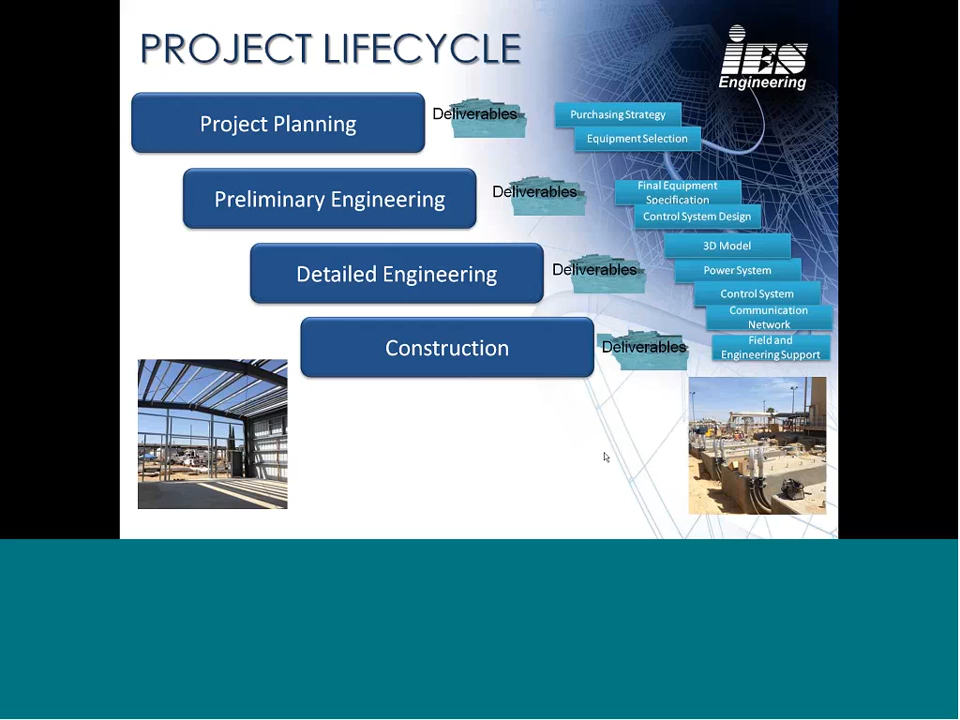 PROJECT LIFECYCLE
iES
Engineering
Project Planning
Deliverables
Purchasing Strategy
Equipment Selection
Preliminary Engineering
Deliverables
Final Equipment
Specification
Control System Design
Detailed Engineering
Deliverables
3D Model
Power System
Control System
Communication
Network
Construction
Deliverables
Field and
Engineering Support